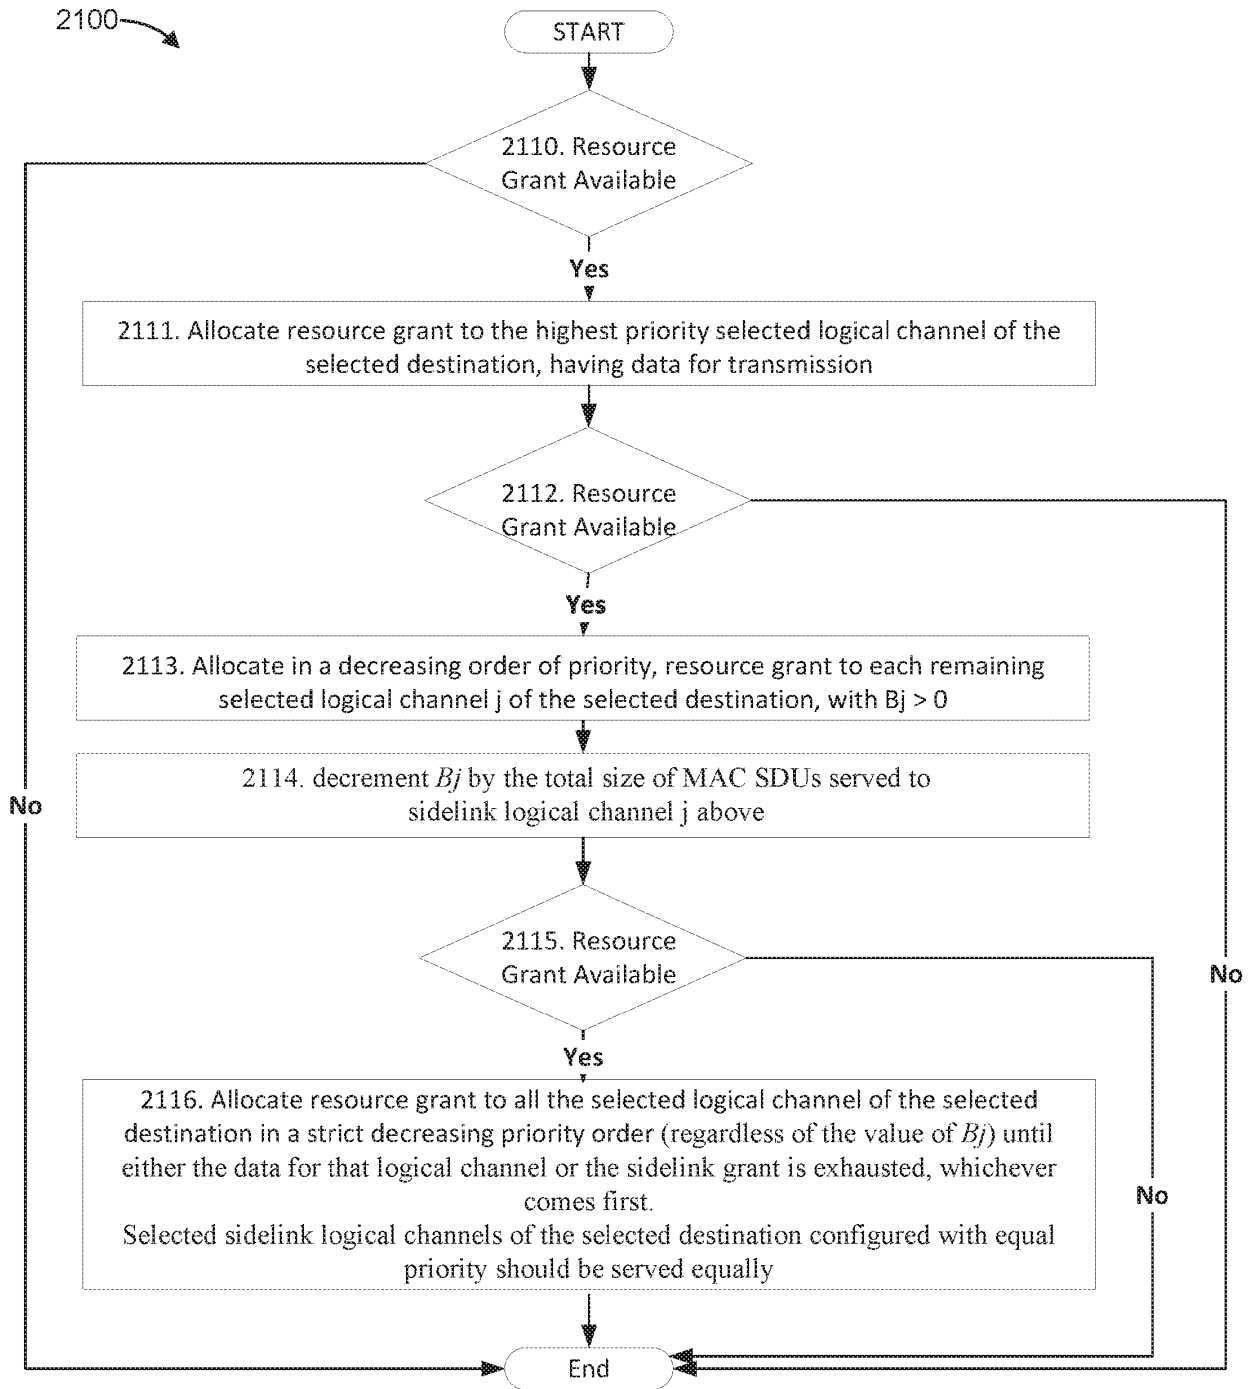 2100
START
2110. Resource
Grant Available
Yes
2111. Allocate resource grant to the highest priority selected logical channel of the
selected destination, having data for transmission
2112. Resource
Grant Available
Yes
2113. Allocate in a decreasing order of priority, resource grant to each remaining
selected logical channel j of the selected destination, with Bj > 0
2114. decrement Bj by the total size of MAC SDUs served to
sidelink logical channel j above
No
2115. Resource
Grant Available
No
Yes
2116. Allocate resource grant to all the selected logical channel of the selected
destination in a strict decreasing priority order (regardless of the value of Bj) until
either the data for that logical channel or the sidelink grant is exhausted, whichever
comes first.
Selected sidelink logical channels of the selected destination configured with equal
priority should be served equally
No
End